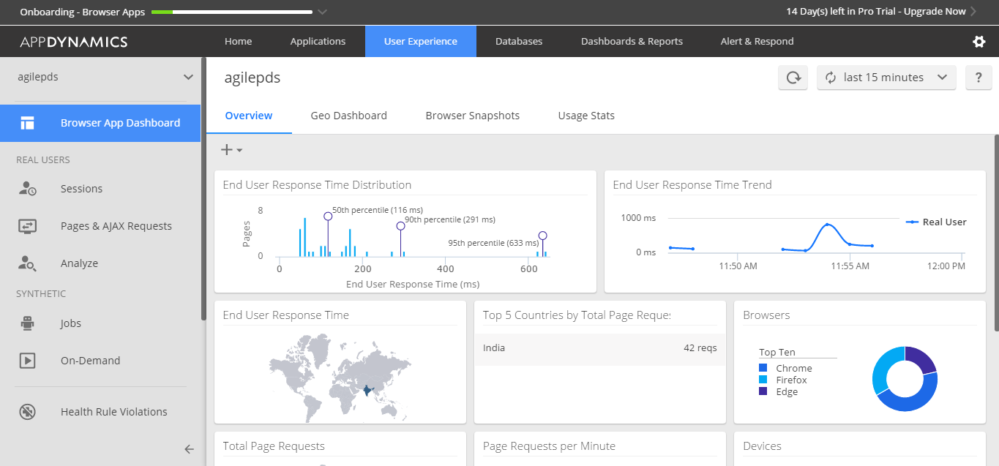 Onboarding - Browser Apps
14 Day(s) left in Pro Trial - Upgrade Now
APPDYNAMICS
Home
Applications
User Experience
Databases
Dashboards & Reports
Alert & Respond
agilepds
Browser App Dashboard
REAL USERS
Sessions
Pages & AJAX Requests
Analyze
SYNTHETIC
Jobs
On-Demand
Health Rule Violations
agilepds
last 15 minutes
?
Overview
Geo Dashboard
Browser Snapshots
Usage Stats
End User Response Time Distribution
50th percentile (116 ms)
90th percentile (291 ms)
95th percentile (633 ms)
8
Pages
0
0
200
400
600
End User Response Time (ms)
End User Response Time Trend
1000 ms
Real User
0 ms
11:50 AM
11:55 AM
12:00 PM
End User Response Time
Top 5 Countries by Total Page Reque
India
42 reqs
Browsers
Top Ten
Chrome
Firefox
Edge
Total Page Requests
Page Requests per Minute
Devices